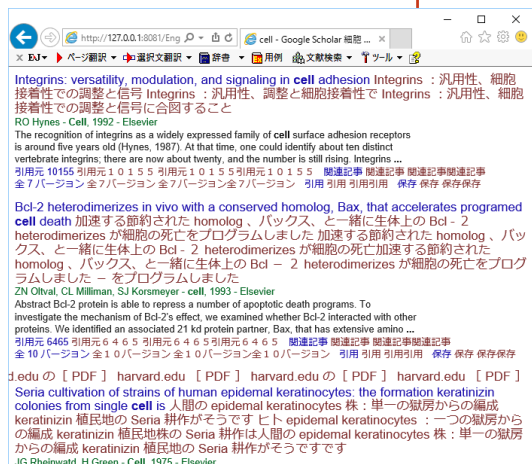 http://127.0.0.1:8081/Eng
cell - Google Scholar 細胞 ...
× EJ ページ翻訳 中日選択文翻訳 辞書 用例 文献検索 ツール
Integrins: versatility, modulation, and signaling in cell adhesion Integrins ：汎用性、細胞
接着性での調整と信号 Integrins ：汎用性、調整と細胞接着性で Integrins ：汎用性、細胞
接着性での調整と信号に合図すること
RO Hynes - Cell, 1992 - Elsevier
The recognition of integrins as a widely expressed family of cell surface adhesion receptors
is around five years old (Hynes, 1987). At that time, one could identify about ten distinct
vertebrate integrins; there are now about twenty, and the number is still rising. Integrins ...
引用元 10155 引用元１０１５５ 引用元１０１５５引用元１０１５５ 関連記事 関連記事 関連記事関連記事
全 7 バージョン 全７バージョン 全７バージョン全７バージョン 引用 引用 引用引用 保存 保存 保存保存
Bcl-2 heterodimerizes in vivo with a conserved homolog, Bax, that accelerates programed
cell death 加速する節約された homolog 、バックス、と一緒に生体上の Bcl - ２
heterodimerizes が細胞の死亡をプログラムしました 加速する節約された homolog 、バッ
クス、と一緒に生体上の Bcl - ２ heterodimerizes が細胞の死亡加速する節約された
homolog 、バックス、と一緒に生体上の Bcl － ２ heterodimerizes が細胞の死亡をプログ
ラムしました － をプログラムしました
ZN Oltval, CL Milliman, SJ Korsmeyer - cell, 1993 - Elsevier
Abstract Bcl-2 protein is able to repress a number of apoptotic death programs. To
investigate the mechanism of Bcl-2's effect, we examined whether Bcl-2 interacted with other
proteins. We identified an associated 21 kd protein partner, Bax, that has extensive amino ...
引用元 6465 引用元６４６５ 引用元６４６５引用元６４６５ 関連記事 関連記事 関連記事関連記事
全 10 バージョン 全１０バージョン 全１０バージョン全１０バージョン 引用 引用 引用引用 保存 保存 保存保存
d.edu の［ PDF ］ harvard.edu ［ PDF ］ harvard.edu ［ PDF ］ harvard.edu ［ PDF ］
Seria cultivation of strains of human epidemal keratinocytes: the formation keratinizin
colonies from single cell is 人間の epidemal keratinocytes 株：単一の獄房からの編成
keratinizin 植民地の Seria 耕作がそうです ヒト epidemal keratinocytes ：一つの獄房から
の編成 keratinizin 植民地株の Seria 耕作は人間の epidemal keratinocytes 株：単一の獄房か
らの編成 keratinizin 植民地の Seria 耕作がそうですです
JG Rheinwald, H Green - Cell, 1975 - Elsevier